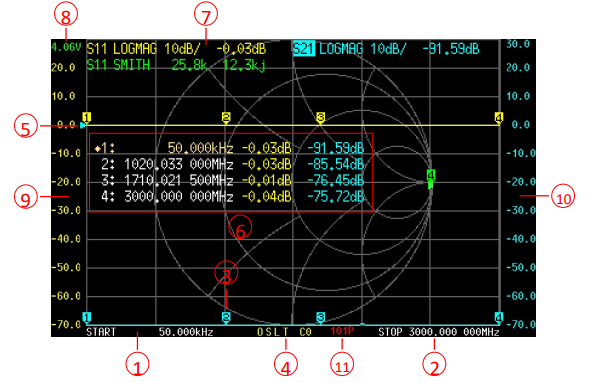 8 7
4.06V S11 LOGMAG 10dB/ -0.03dB S21 LOGMAG 10dB/ -91.59dB 30.0
S11 SMITH 25.8k 12.3kj
20.0 20.0
10.0 10.0
1 2 3 4
5 0.0 0.0
1: 50.000kHz -0.03dB -91.59dB
-10.0 -10.0
2: 1020.033 000MHz -0.03dB -85.54dB
3: 1710.021 500MHz -0.01dB -76.45dB
4
9 -20.0 -20.0 10
4: 3000.000 000MHz -0.04dB -75.72dB
-30.0 -30.0
6
-40.0 -40.0
3
-50.0 -50.0
-60.0 -60.0
1 2 3 4
-70.0 -70.0
START 50.000kHz OSLT C0 101P STOP 3000.000 000MHz
1 4 11 2